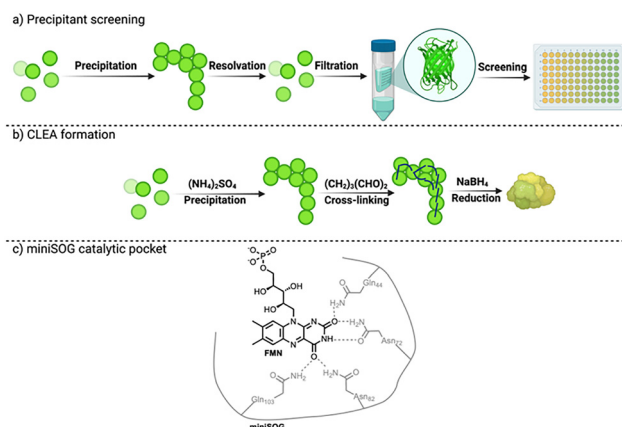 a) Precipitant screening
Precipitation
Resolvation
Filtration
Screening
b) CLEA formation
(NH₄)₂SO₄
Precipitation
(CH₂)₃(CHO)₂
Cross-linking
NaBH₄
Reduction
c) miniSOG catalytic pocket
⁻O
P
O
⁻O
O
OH
HO
OH
HO
N
N
O
N
NH
O
FMN
O
Gln₄₄
H₂N
H₂N
O
Asn₇₂
O
NH₂
Gln₁₀₃
H₂N
O
Asn₈₂
miniSOG